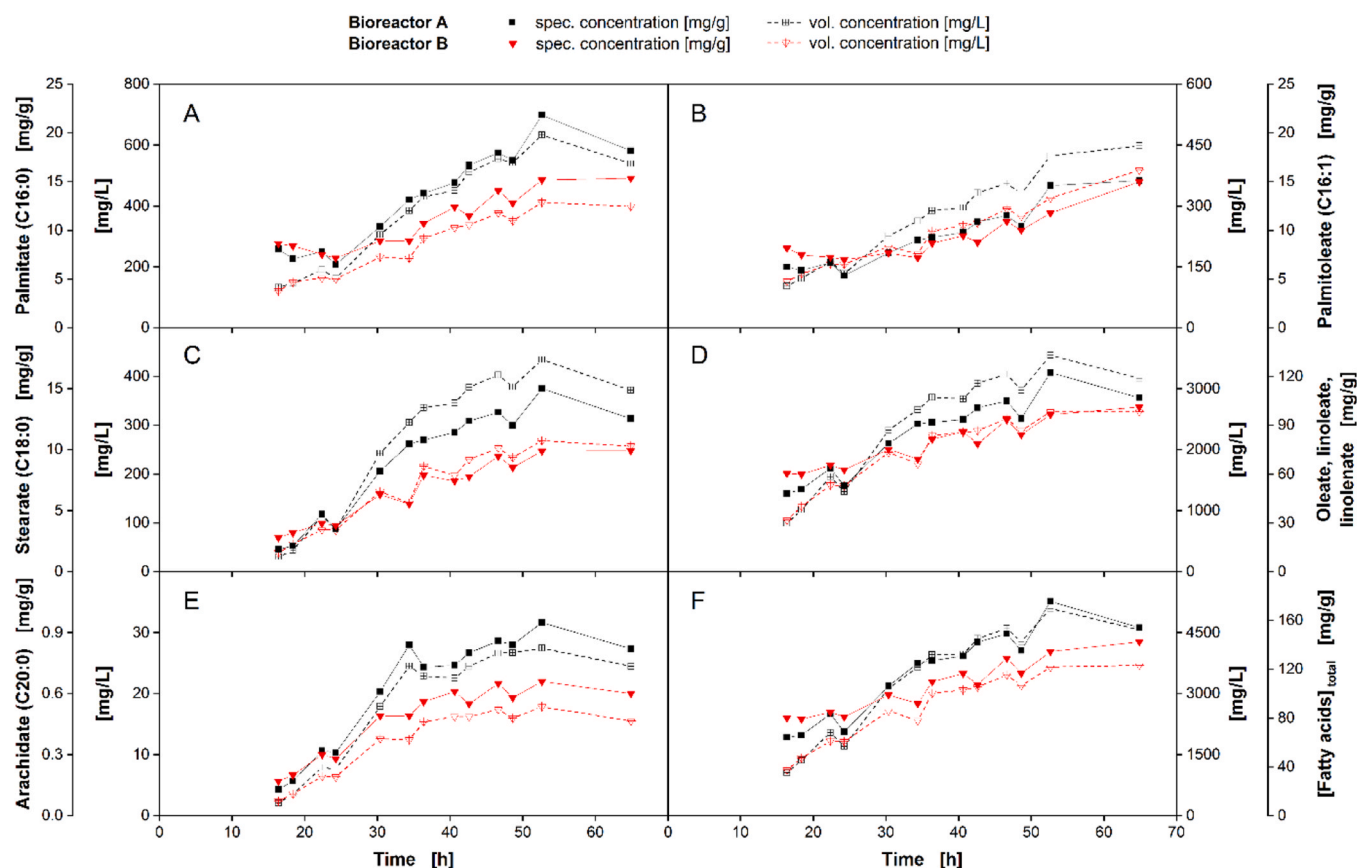 Bioreactor A spec. concentration [mg/g] vol. concentration [mg/L]
Bioreactor B spec. concentration [mg/g] vol. concentration [mg/L]
A
Palmitate (C16:0) [mg/g]
25
20
15
10
5
0
[mg/L]
800
600
400
200
0
B
600
450
300
150
0
[mg/L]
25
20
15
10
5
0
Palmitoleate (C16:1) [mg/g]
C
Stearate (C18:0) [mg/g]
15
10
5
0
[mg/L]
400
300
200
100
0
D
3000
2000
1000
0
[mg/L]
120
90
60
30
0
Oleate, linoleate,
linolenate [mg/g]
E
Arachidate (C20:0) [mg/g]
0.9
0.6
0.3
0.0
[mg/L]
30
20
10
0
F
4500
3000
1500
0
[mg/L]
160
120
80
40
0
[Fatty acids] total [mg/g]
0 10 20 30 40 50 60 0 10 20 30 40 50 60 70
Time [h] Time [h]